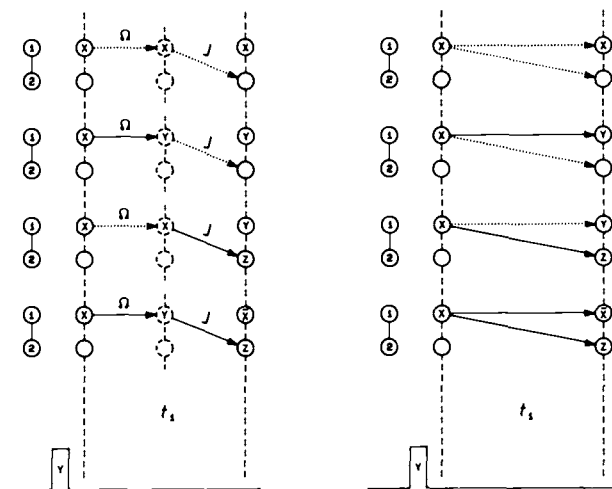 Ω
1 X X J X 1 X X
2 2
Ω
1 X Y J Y 1 X Y
2 2
Ω
1 X X J Y 1 X Y
2 Z 2 Z
Ω
1 X Y J X̄ 1 X X̄
2 Z 2 Z
t₁ t₁
Y Y